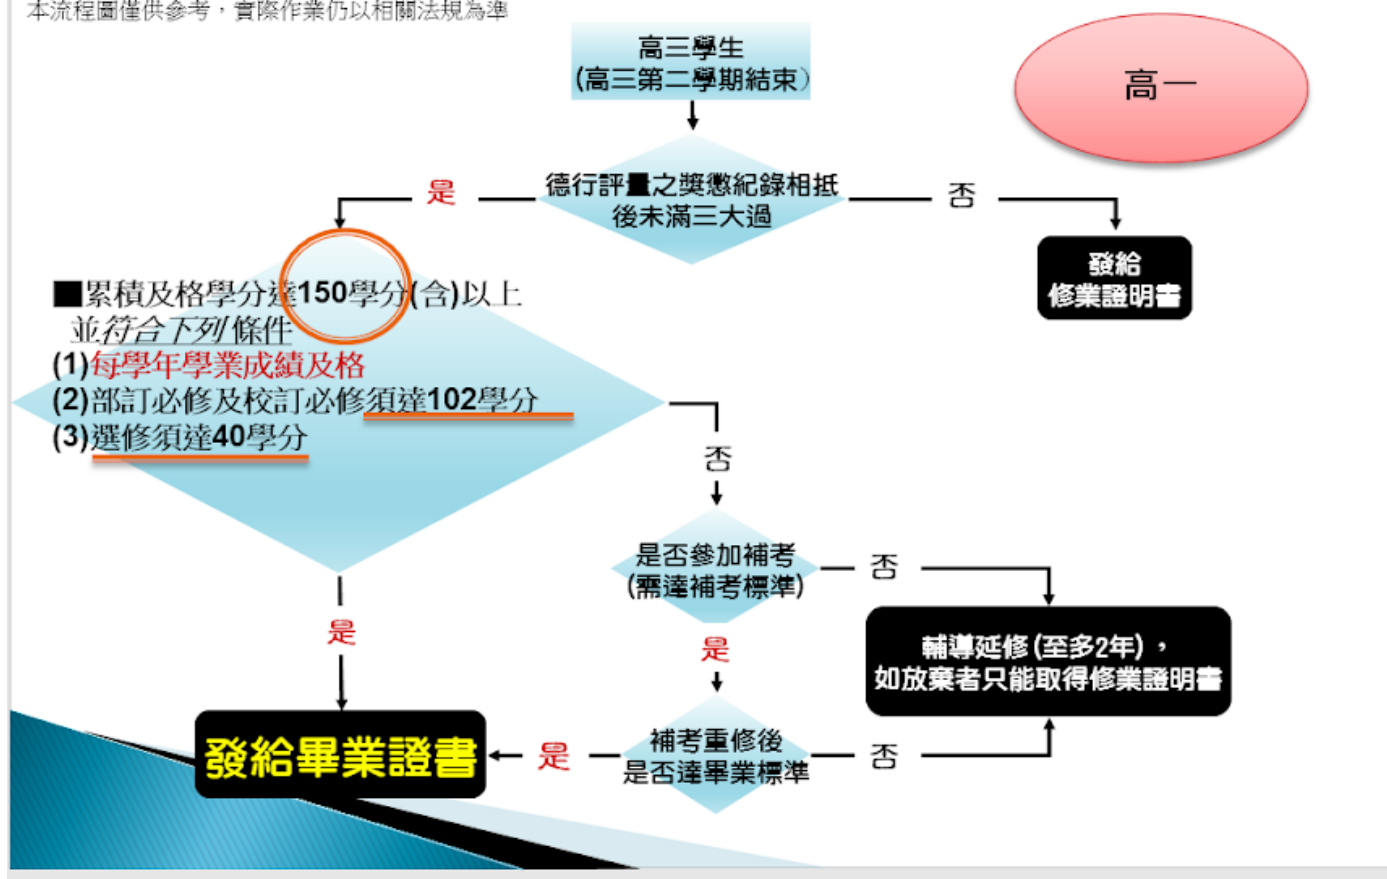 本流程圖僅供參考，實際作業仍以相關法規為準
高三學生
(高三第二學期結束)
高一
德行評量之獎懲紀錄相抵
後未滿三大過
是
否
發給
修業證明書
■累積及格學分達150學分(含)以上
並符合下列條件
(1)每學年學業成績及格
(2)部訂必修及校訂必修須達102學分
(3)選修須達40學分
否
是否參加補考
(需達補考標準)
否
是
是
輔導延修(至多2年)，
如放棄者只能取得修業證明書
補考重修後
是否達畢業標準
是
否
發給畢業證書